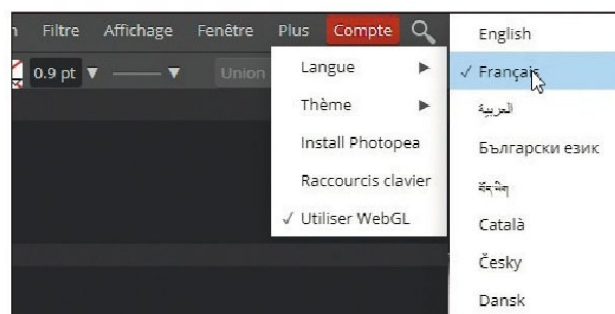 Filtre Affichage Fenêtre Plus Compte
0.9 pt Union
Langue
Thème
Install Photopea
Raccourcis clavier
✓ Utiliser WebGL
English
✓ Français
العربية
Български език
བོད་ཡིག
Català
Česky
Dansk